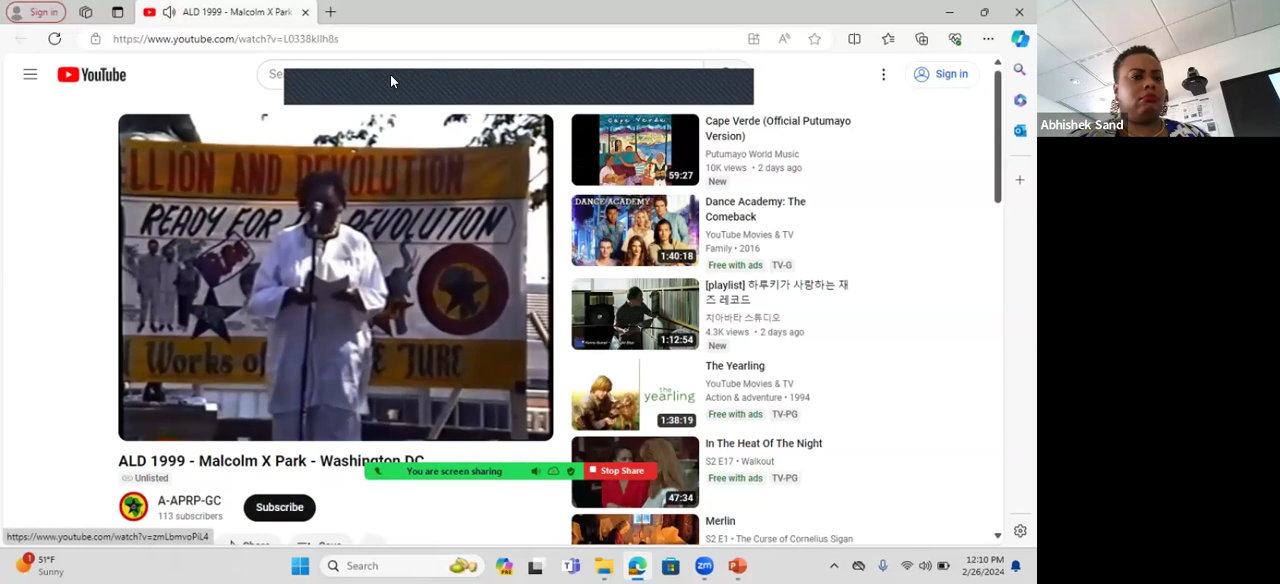 Sign in
ALD 1999 - Malcolm X Park
https://www.youtube.com/watch?v=L0338kIIh8s
YouTube
Sign in
LLION AND REVOLUTION
READY FOR REVOLUTION
Works of
TURE
ALD 1999 - Malcolm X Park - Washington DC
Unlisted
A-APRP-GC
113 subscribers
Subscribe
https://www.youtube.com/watch?v=zmLbmvoPiL4
You are screen sharing
Stop Share
59:27
Cape Verde (Official Putumayo
Version)
Putumayo World Music
10K views • 2 days ago
New
DANCE ACADEMY
1:40:18
Dance Academy: The
Comeback
YouTube Movies & TV
Family • 2016
Free with ads TV-G
1:12:54
[playlist] 하루키가 사랑하는 재
즈 레코드
지아바타 스튜디오
4.3K views • 2 days ago
New
the yearling
1:38:19
The Yearling
YouTube Movies & TV
Action & adventure • 1994
Free with ads TV-PG
47:34
In The Heat Of The Night
S2 E17 • Walkout
Free with ads TV-PG
Merlin
S2 E1 • The Curse of Cornelius Sigan
Abhishek Sand
51°F
Sunny
Search
zm
12:10 PM
2/26/2024